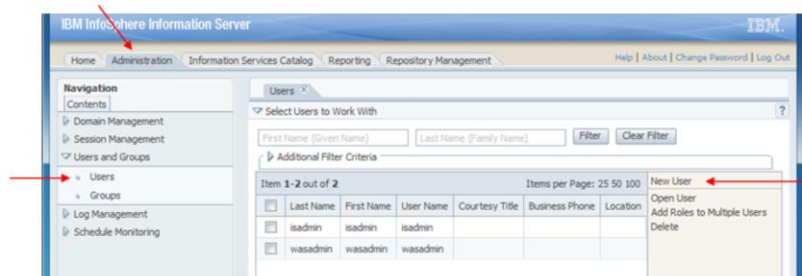 IBM InfoSphere Information Server
IBM.
Home Administration Information Services Catalog Reporting Repository Management
Help | About | Change Password | Log Out
Navigation
Contents
Domain Management
Session Management
Users and Groups
Users
Groups
Log Management
Schedule Monitoring
Users
Select Users to Work With
?
First Name (Given Name) Last Name (Family Name) Filter Clear Filter
Additional Filter Criteria
Item 1-2 out of 2 Items per Page: 25 50 100
Last Name First Name User Name Courtesy Title Business Phone Location
isadmin isadmin isadmin
wasadmin wasadmin wasadmin
New User
Open User
Add Roles to Multiple Users
Delete